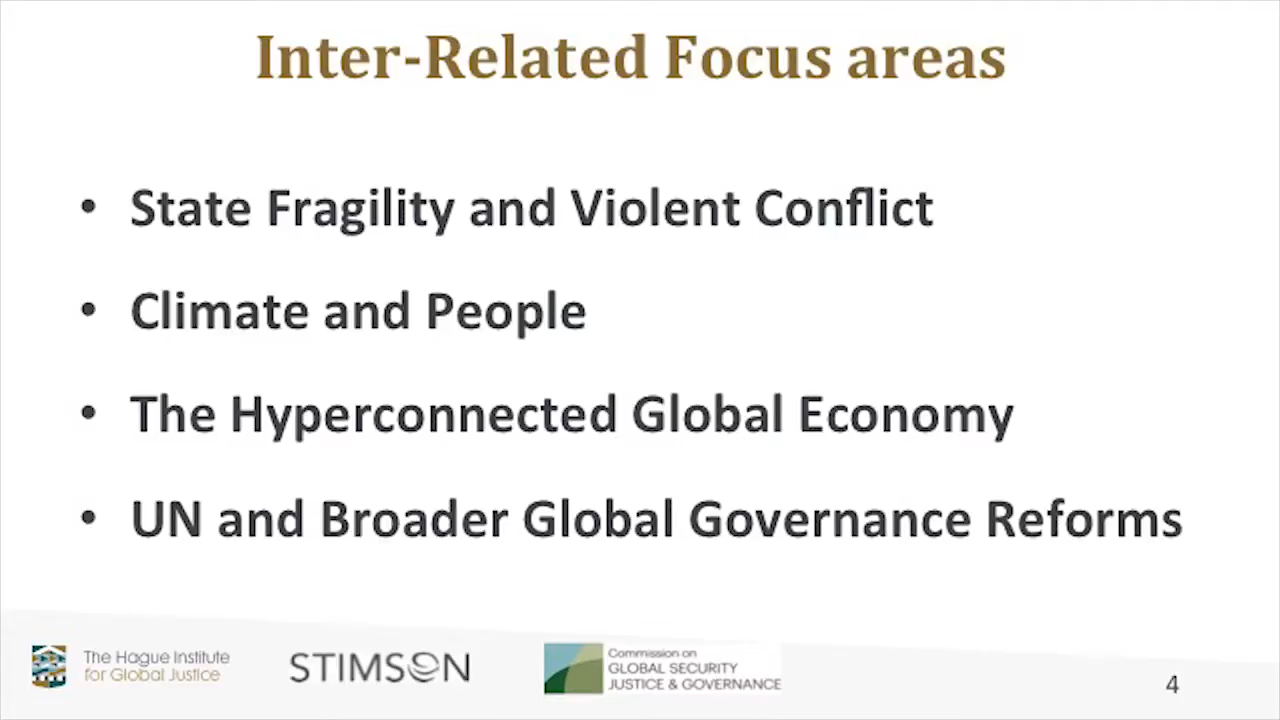 Inter-Related Focus areas
• State Fragility and Violent Conflict
• Climate and People
• The Hyperconnected Global Economy
• UN and Broader Global Governance Reforms
The Hague Institute
for Global Justice
STIMSON
Commission on
GLOBAL SECURITY
JUSTICE & GOVERNANCE
4